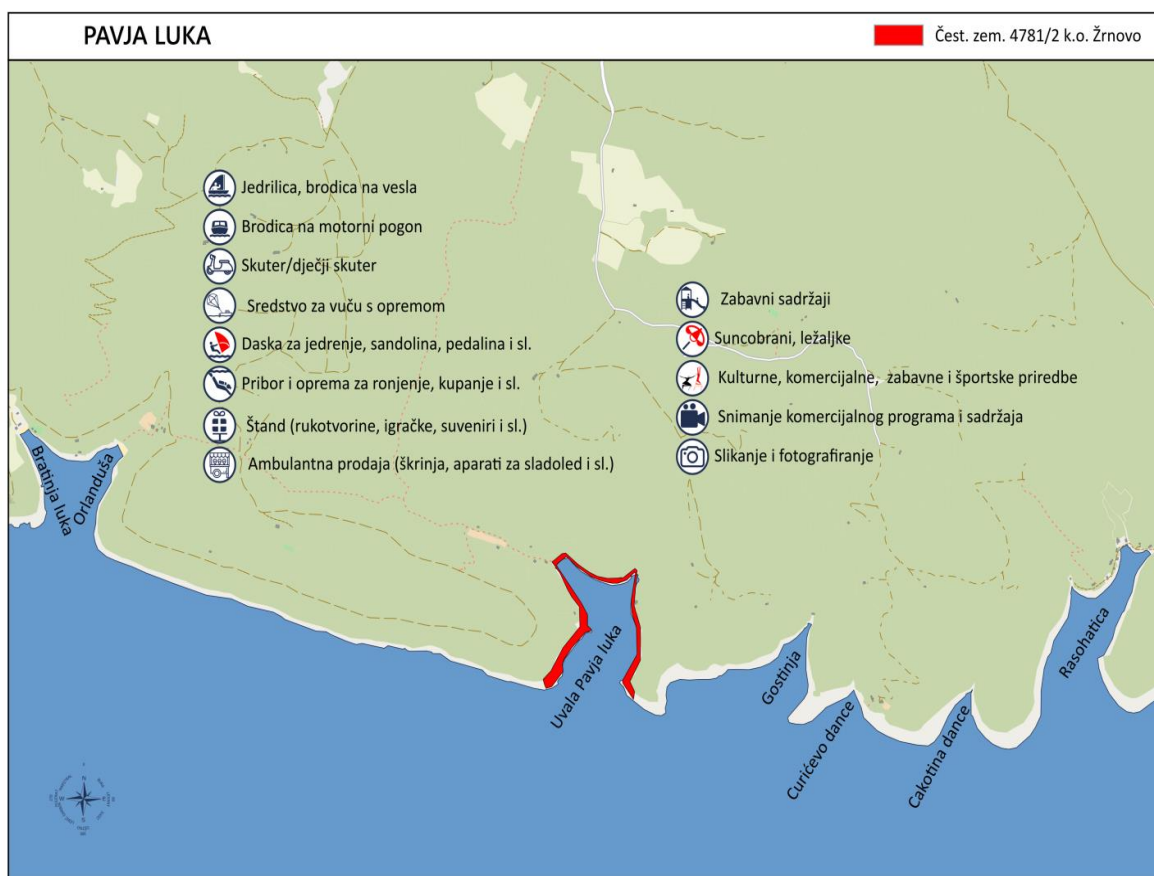 PAVJA LUKA
Čest. zem. 4781/2 k.o. Žrnovo
Jedrilica, brodica na vesla
Brodica na motorni pogon
Skuter/dječji skuter
Sredstvo za vuču s opremom
Daska za jedrenje, sandolina, pedalina i sl.
Pribor i oprema za ronjenje, kupanje i sl.
Štand (rukotvorine, igračke, suveniri i sl.)
Ambulantna prodaja (škrinja, aparati za sladoled i sl.)
Zabavni sadržaji
Suncobrani, ležaljke
Kulturne, komercijalne, zabavne i športske priredbe
Snimanje komercijalnog programa i sadržaja
Slikanje i fotografiranje
Bratinja luka
Orlanduša
Uvala Pavja luka
Gostinja
Curićevo dance
Cakotina dance
Rasohatica